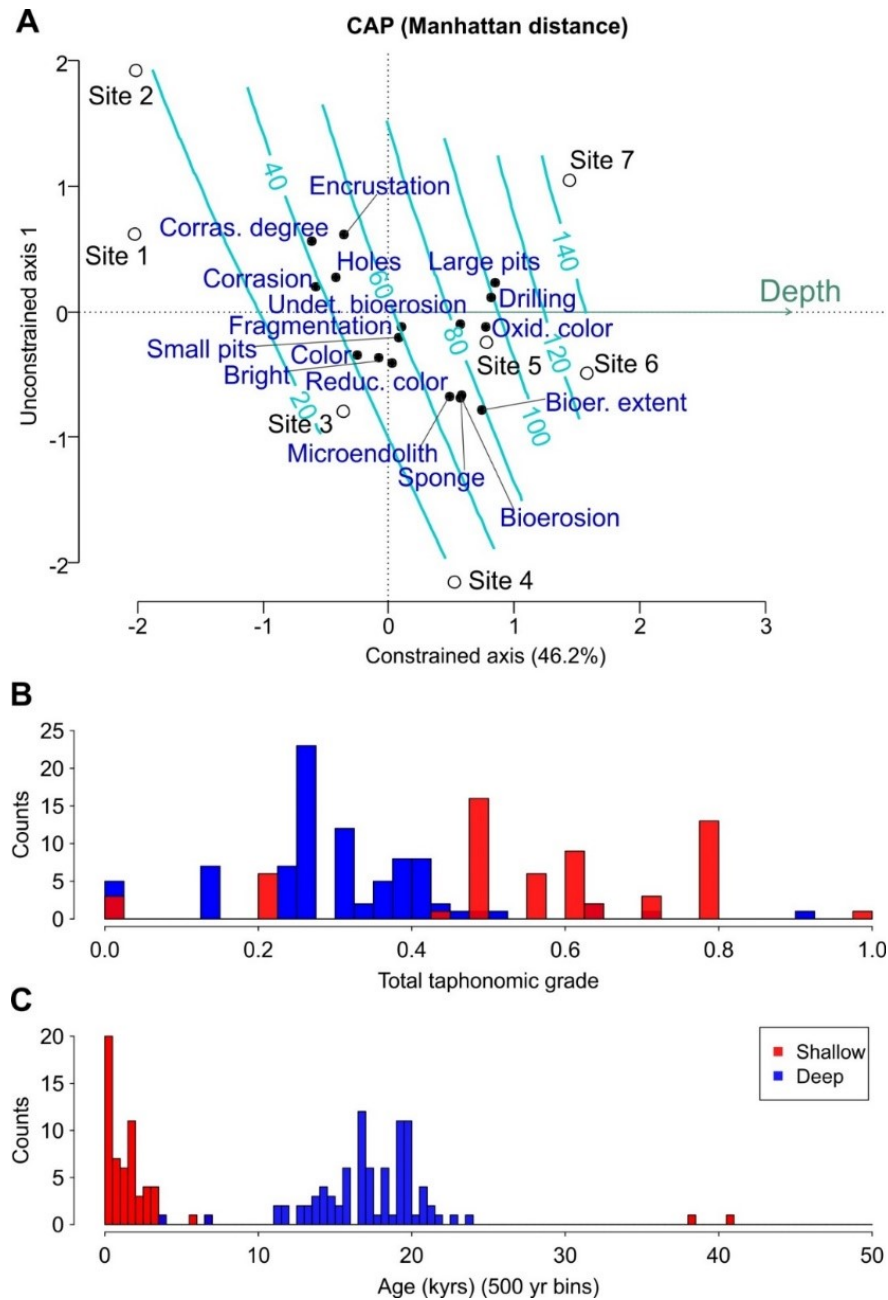 A
CAP (Manhattan distance)
2
1
0
-1
-2
Unconstrained axis 1
Site 2
Site 7
40
Encrustation
Corras. degree
Site 1
Holes
Large pits
140
Corrasion
60
Drilling
Depth
Undet. bioerosion
Fragmentation
Oxid. color
Small pits
80
120
Color
Site 5
Site 6
Bright
Reduc. color
20
Bioer. extent
Site 3
100
Microendolith
Sponge
Bioerosion
Site 4
-2 -1 0 1 2 3
Constrained axis (46.2%)
B
25
20
15
10
5
0
Counts
0.0 0.2 0.4 0.6 0.8 1.0
Total taphonomic grade
C
20
15
10
5
0
Counts
Shallow
Deep
0 10 20 30 40 50
Age (kyrs) (500 yr bins)